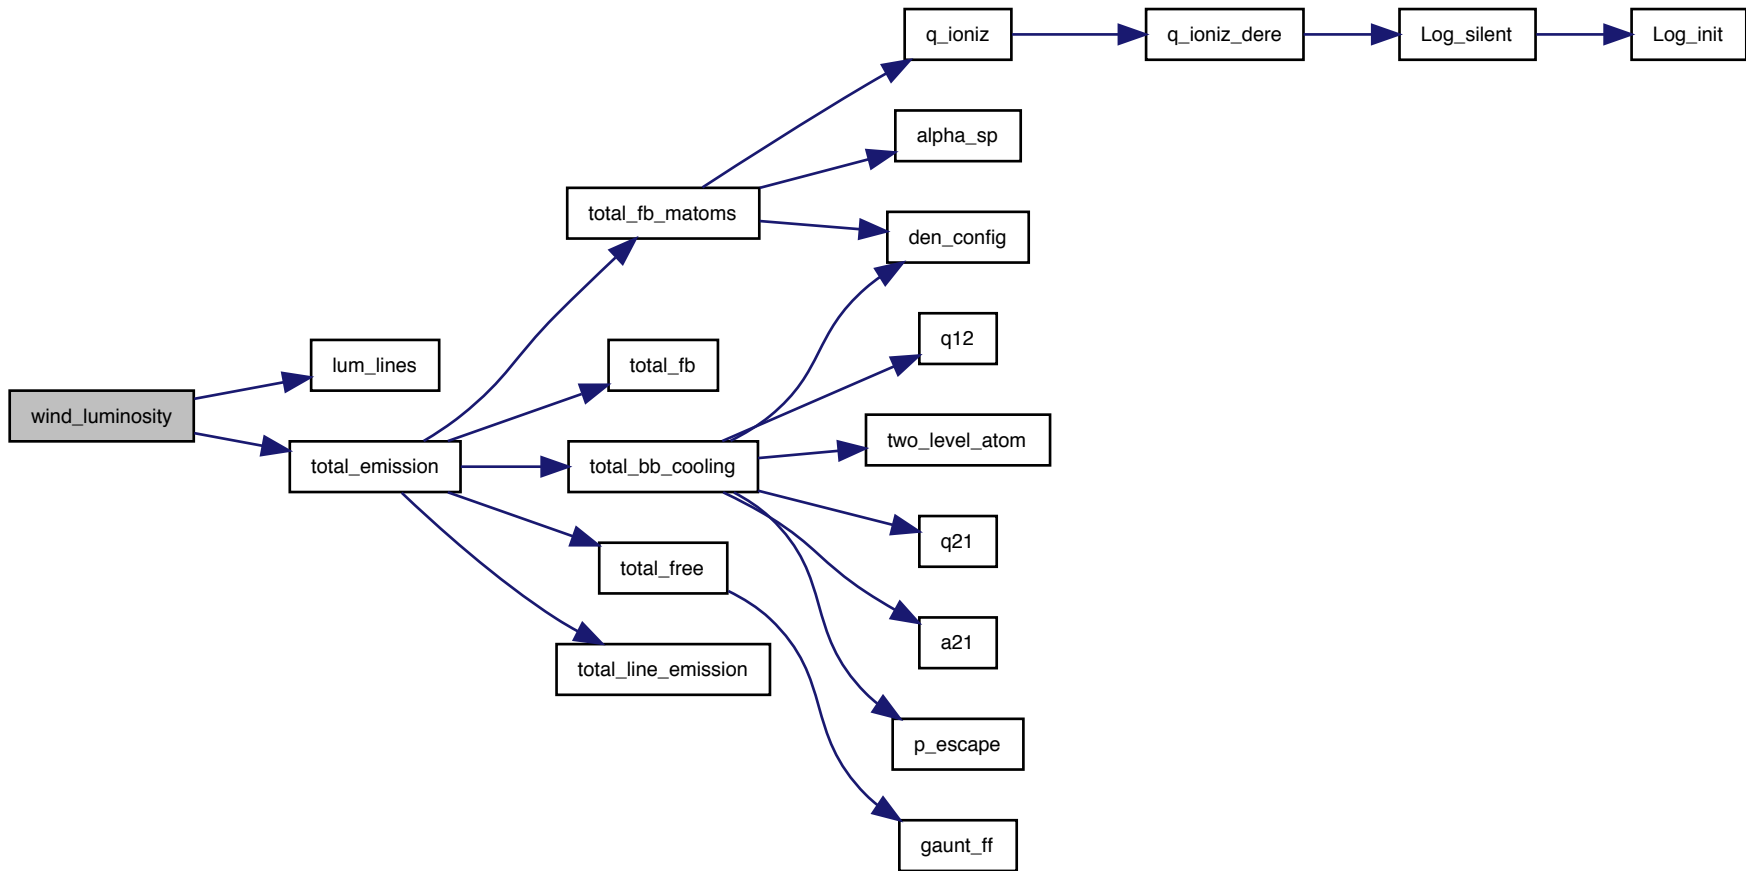 q_ioniz
q_ioniz_dere
Log_silent
Log_init
alpha_sp
total_fb_matoms
den_config
q12
lum_lines
total_fb
wind_luminosity
two_level_atom
total_emission
total_bb_cooling
q21
total_free
a21
total_line_emission
p_escape
gaunt_ff